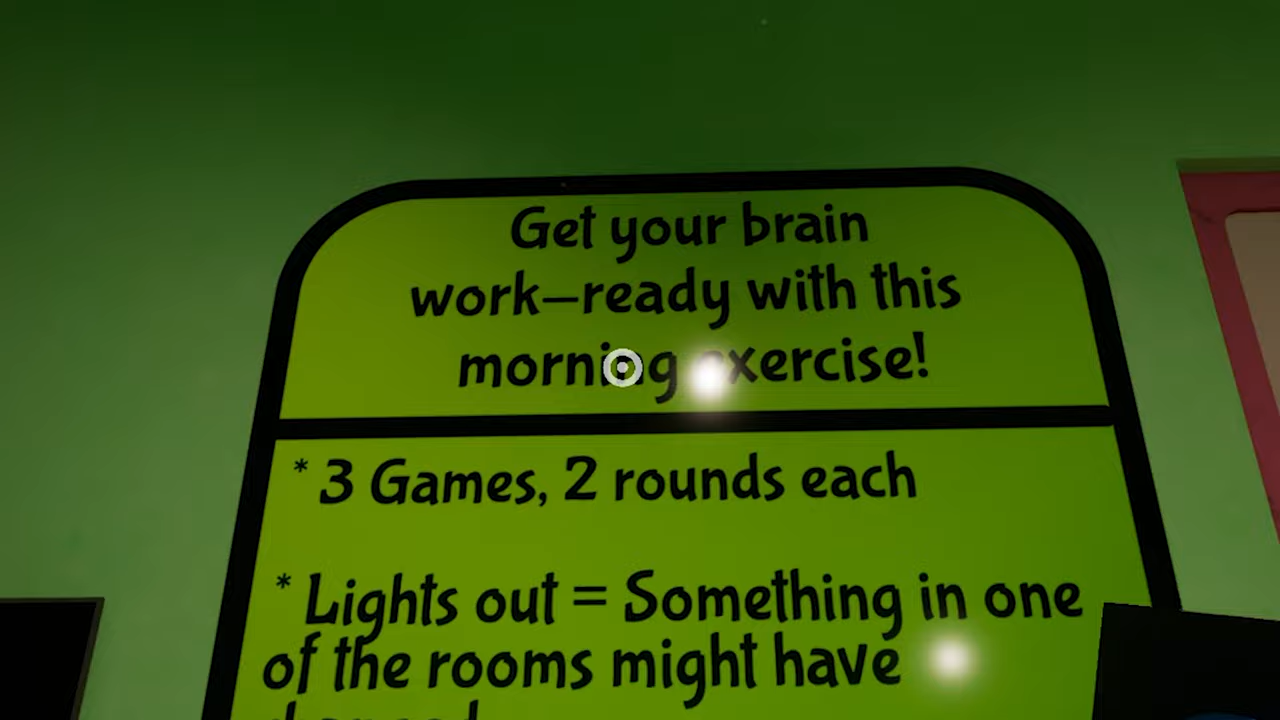 Get your brain
work—ready with this
morning exercise!
* 3 Games, 2 rounds each
* Lights out = Something in one
of the rooms might have